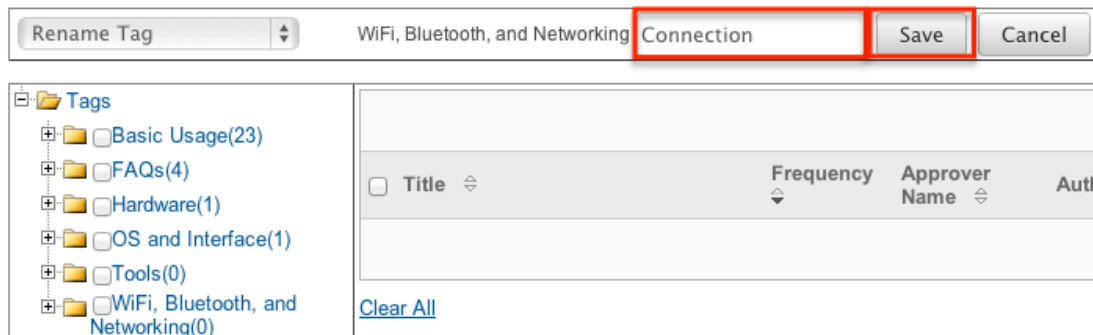 Rename Tag WiFi, Bluetooth, and Networking Connection Save Cancel
Tags
Basic Usage(23)
FAQs(4)
Hardware(1)
OS and Interface(1)
Tools(0)
WiFi, Bluetooth, and
Networking(0)
Title Frequency Approver
Name Auth
Clear All